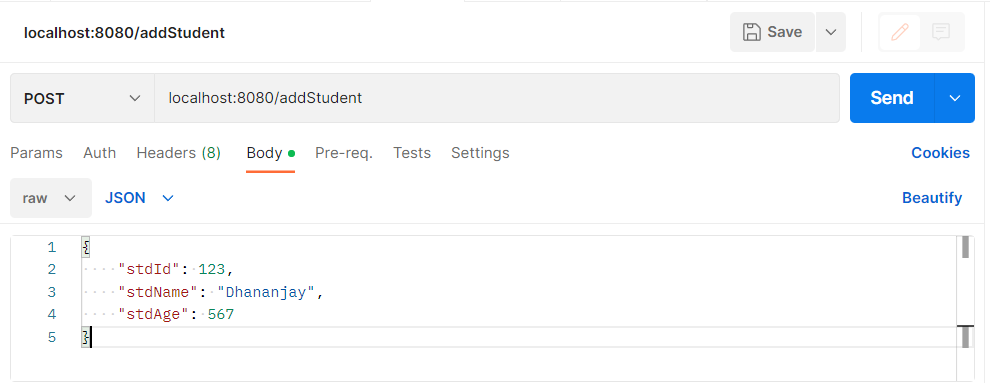 localhost:8080/addStudent
Save
POST
localhost:8080/addStudent
Send
Params Auth Headers (8) Body Pre-req. Tests Settings Cookies
raw JSON Beautify
1 {
2 "stdId": 123,
3 "stdName": "Dhananjay",
4 "stdAge": 567
5 }